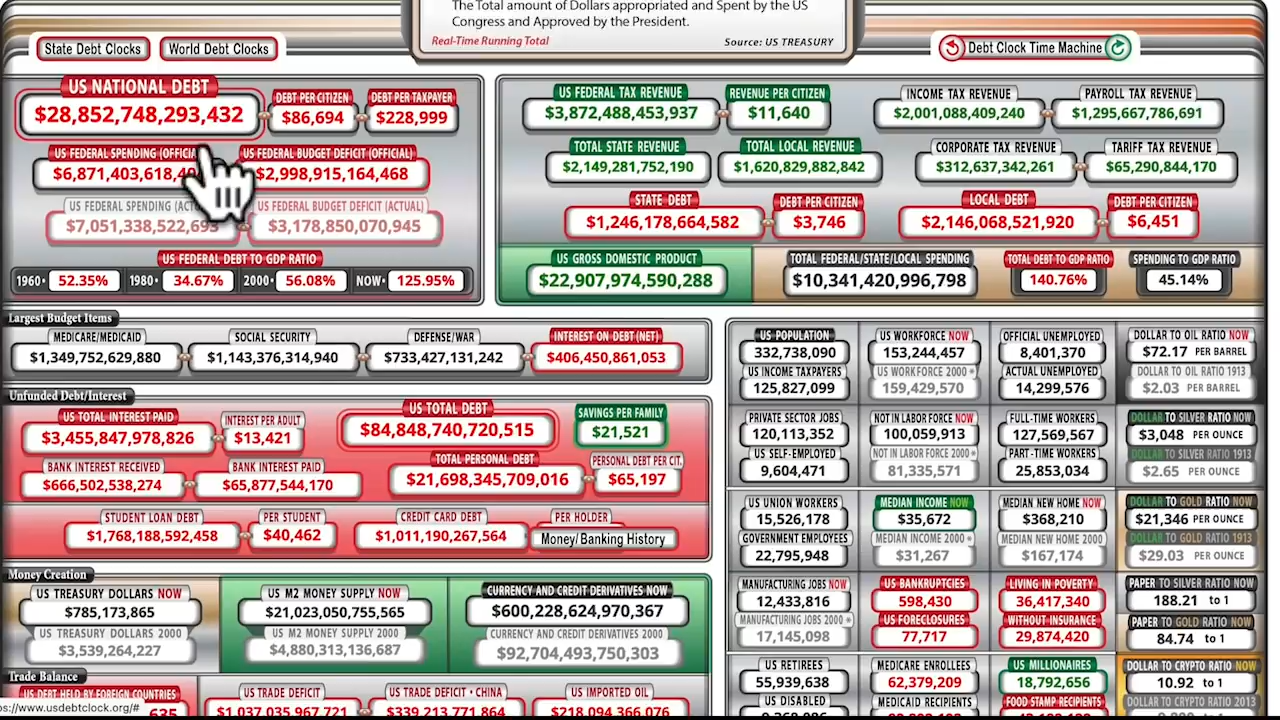 The Total amount of Dollars appropriated and Spent by the US
Congress and Approved by the President.
Real-Time Running Total
Source: US TREASURY
State Debt Clocks
World Debt Clocks
Debt Clock Time Machine
US NATIONAL DEBT
$28,852,748,293,432
DEBT PER CITIZEN
$86,694
DEBT PER TAXPAYER
$228,999
US FEDERAL SPENDING
$6,871,403,618,
US FEDERAL BUDGET DEFICIT (OFFICIAL)
$2,998,915,164,468
US FEDERAL SPENDING
$7,051,338,522,693
US FEDERAL BUDGET DEFICIT (ACTUAL)
$3,178,850,070,945
US FEDERAL DEBT TO GDP RATIO
1960• 52.35%
1980• 34.67%
2000• 56.08%
NOW• 125.95%
US FEDERAL TAX REVENUE
$3,872,488,453,937
REVENUE PER CITIZEN
$11,640
INCOME TAX REVENUE
$2,001,088,409,240
PAYROLL TAX REVENUE
$1,295,667,786,691
TOTAL STATE REVENUE
$2,149,281,752,190
TOTAL LOCAL REVENUE
$1,620,829,882,842
CORPORATE TAX REVENUE
$312,637,342,261
TARIFF TAX REVENUE
$65,290,844,170
STATE DEBT
$1,246,178,664,582
DEBT PER CITIZEN
$3,746
LOCAL DEBT
$2,146,068,521,920
DEBT PER CITIZEN
$6,451
US GROSS DOMESTIC PRODUCT
$22,907,974,590,288
TOTAL FEDERAL/STATE/LOCAL SPENDING
$10,341,420,996,798
TOTAL DEBT TO GDP RATIO
140.76%
SPENDING TO GDP RATIO
45.14%
Largest Budget Items
MEDICARE/MEDICAID
$1,349,752,629,880
SOCIAL SECURITY
$1,143,376,314,940
DEFENSE/WAR
$733,427,131,242
INTEREST ON DEBT (NET)
$406,450,861,053
Unfunded Debt/Interest
US TOTAL INTEREST PAID
$3,455,847,978,826
INTEREST PER ADULT
$13,421
US TOTAL DEBT
$84,848,740,720,515
SAVINGS PER FAMILY
$21,521
BANK INTEREST RECEIVED
$666,502,538,274
BANK INTEREST PAID
$65,877,544,170
TOTAL PERSONAL DEBT
$21,698,345,709,016
PERSONAL DEBT PER CIT.
$65,197
STUDENT LOAN DEBT
$1,768,188,592,458
PER STUDENT
$40,462
CREDIT CARD DEBT
$1,011,190,267,564
PER HOLDER
Money/Banking History
Money Creation
US TREASURY DOLLARS NOW
$785,173,865
US TREASURY DOLLARS 2000
$3,539,264,227
US M2 MONEY SUPPLY NOW
$21,023,050,755,565
US M2 MONEY SUPPLY 2000
$4,880,313,136,687
CURRENCY AND CREDIT DERIVATIVES NOW
$600,228,624,970,367
CURRENCY AND CREDIT DERIVATIVES 2000
$92,704,493,750,303
Trade Balance
US DEBT HELD BY FOREIGN COUNTRIES
635
US TRADE DEFICIT
$1,037,035,967,721
US TRADE DEFICIT • CHINA
$339,213,771,864
US IMPORTED OIL
$218,094,366,076
ps://www.usdebtclock.org/#
US POPULATION
332,738,090
US INCOME TAXPAYERS
125,827,099
US WORKFORCE NOW
153,244,457
US WORKFORCE 2000
159,429,570
OFFICIAL UNEMPLOYED
8,401,370
ACTUAL UNEMPLOYED
14,299,576
DOLLAR TO OIL RATIO NOW
$72.17 PER BARREL
DOLLAR TO OIL RATIO 1913
$2.03 PER BARREL
PRIVATE SECTOR JOBS
120,113,352
US SELF-EMPLOYED
9,604,471
NOT IN LABOR FORCE NOW
100,059,913
NOT IN LABOR FORCE 2000
81,335,571
FULL-TIME WORKERS
127,569,567
PART-TIME WORKERS
25,853,034
DOLLAR TO SILVER RATIO NOW
$3,048 PER OUNCE
DOLLAR TO SILVER RATIO 1913
$2.65 PER OUNCE
US UNION WORKERS
15,526,178
GOVERNMENT EMPLOYEES
22,795,948
MEDIAN INCOME NOW
$35,672
MEDIAN INCOME 2000
$31,267
MEDIAN NEW HOME NOW
$368,210
MEDIAN NEW HOME 2000
$167,174
DOLLAR TO GOLD RATIO NOW
$21,346 PER OUNCE
DOLLAR TO GOLD RATIO 1913
$29.03 PER OUNCE
MANUFACTURING JOBS NOW
12,433,816
MANUFACTURING JOBS 2000
17,145,098
US BANKRUPTCIES
598,430
US FORECLOSURES
77,717
LIVING IN POVERTY
36,417,340
WITHOUT INSURANCE
29,874,420
PAPER TO SILVER RATIO NOW
188.21 to 1
PAPER TO GOLD RATIO NOW
84.74 to 1
US RETIREES
55,939,638
US DISABLED
MEDICARE ENROLLEES
62,379,209
MEDICAID RECIPIENTS
US MILLIONAIRES
18,792,656
FOOD STAMP RECIPIENTS
DOLLAR TO CRYPTO RATIO NOW
10.92 to 1
DOLLAR TO CRYPTO RATIO 2013